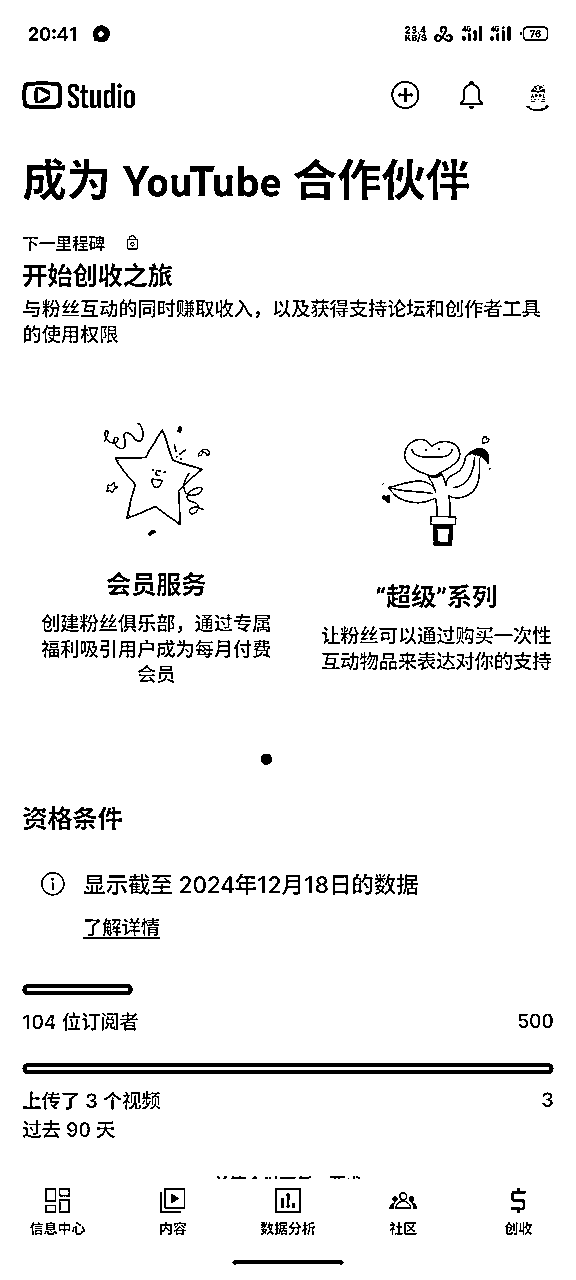 20:41
23.4
KB/S
76
Studio
成为 YouTube 合作伙伴
下一里程碑
开始创收之旅
与粉丝互动的同时赚取收入，以及获得支持论坛和创作者工具
的使用权限
会员服务
创建粉丝俱乐部，通过专属
福利吸引用户成为每月付费
会员
“超级”系列
让粉丝可以通过购买一次性
互动物品来表达对你的支持
资格条件
显示截至 2024年12月18日的数据
了解详情
104 位订阅者
500
上传了 3 个视频
3
过去 90 天
信息中心
内容
数据分析
社区
创收